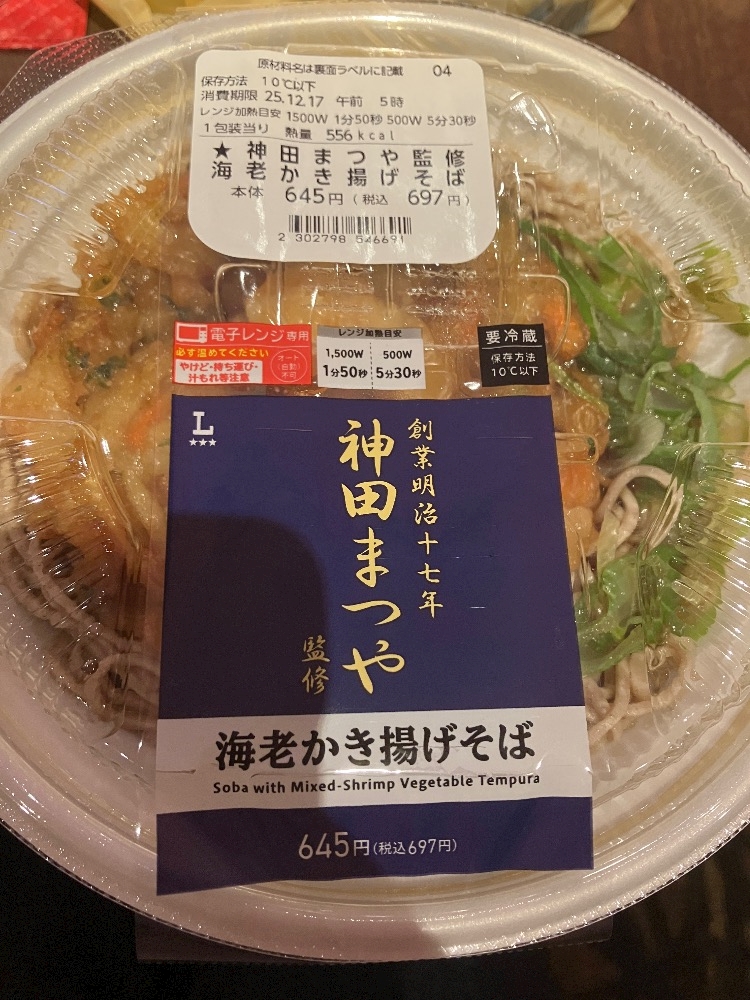 原材料名は裏面ラベルに記載 04
保存方法 10℃以下
消費期限 25.12.17 午前 5時
レンジ加熱目安 1500W 1分50秒 500W 5分30秒
1包装当り 熱量 556kcal
★神田まつや監修
海老かき揚げそば
本体 645円(税込 697円)
2 302798 546691
電子レンジ専用
必ず温めてください
やけど・持ち運び・
汁もれ等注意
オート
(自動)
不可
レンジ加熱目安
1,500W 500W
1分50秒 5分30秒
要冷蔵
保存方法
10℃以下
L
★★★
創業明治十七年
神田まつや
監修
海老かき揚げそば
Soba with Mixed-Shrimp Vegetable Tempura
645円(税込697円)